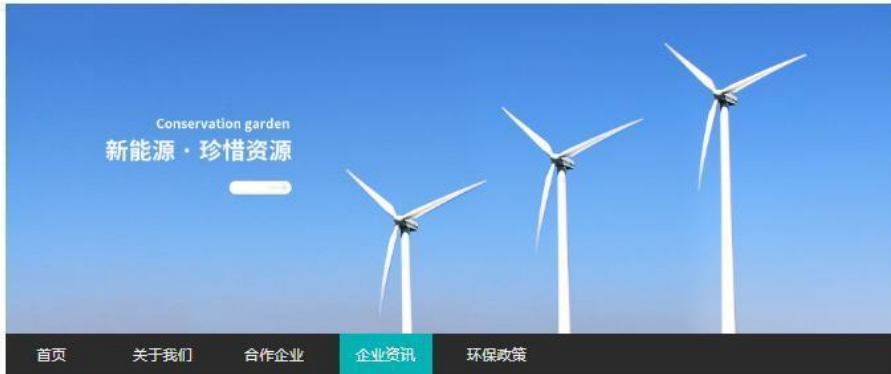 Conservation garden
新能源 · 珍惜资源
首页 关于我们 合作企业 企业资讯 环保政策